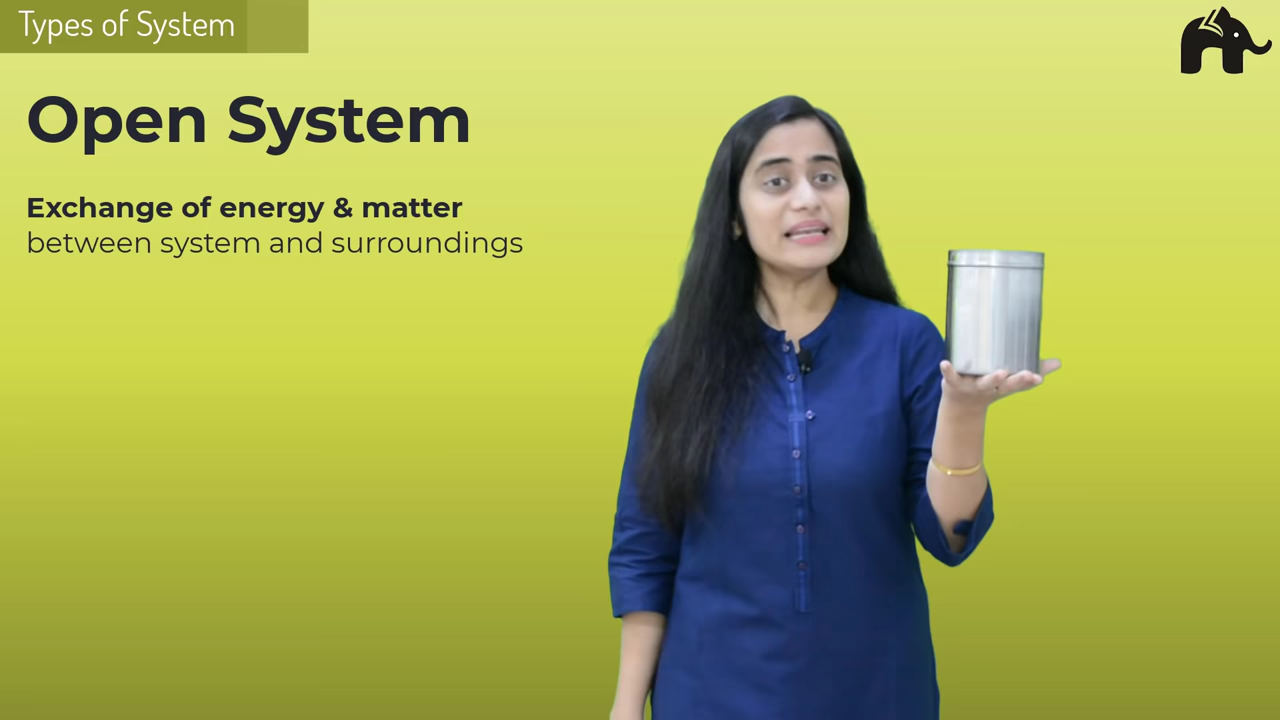 Types of System
Open System
Exchange of energy & matter
between system and surroundings